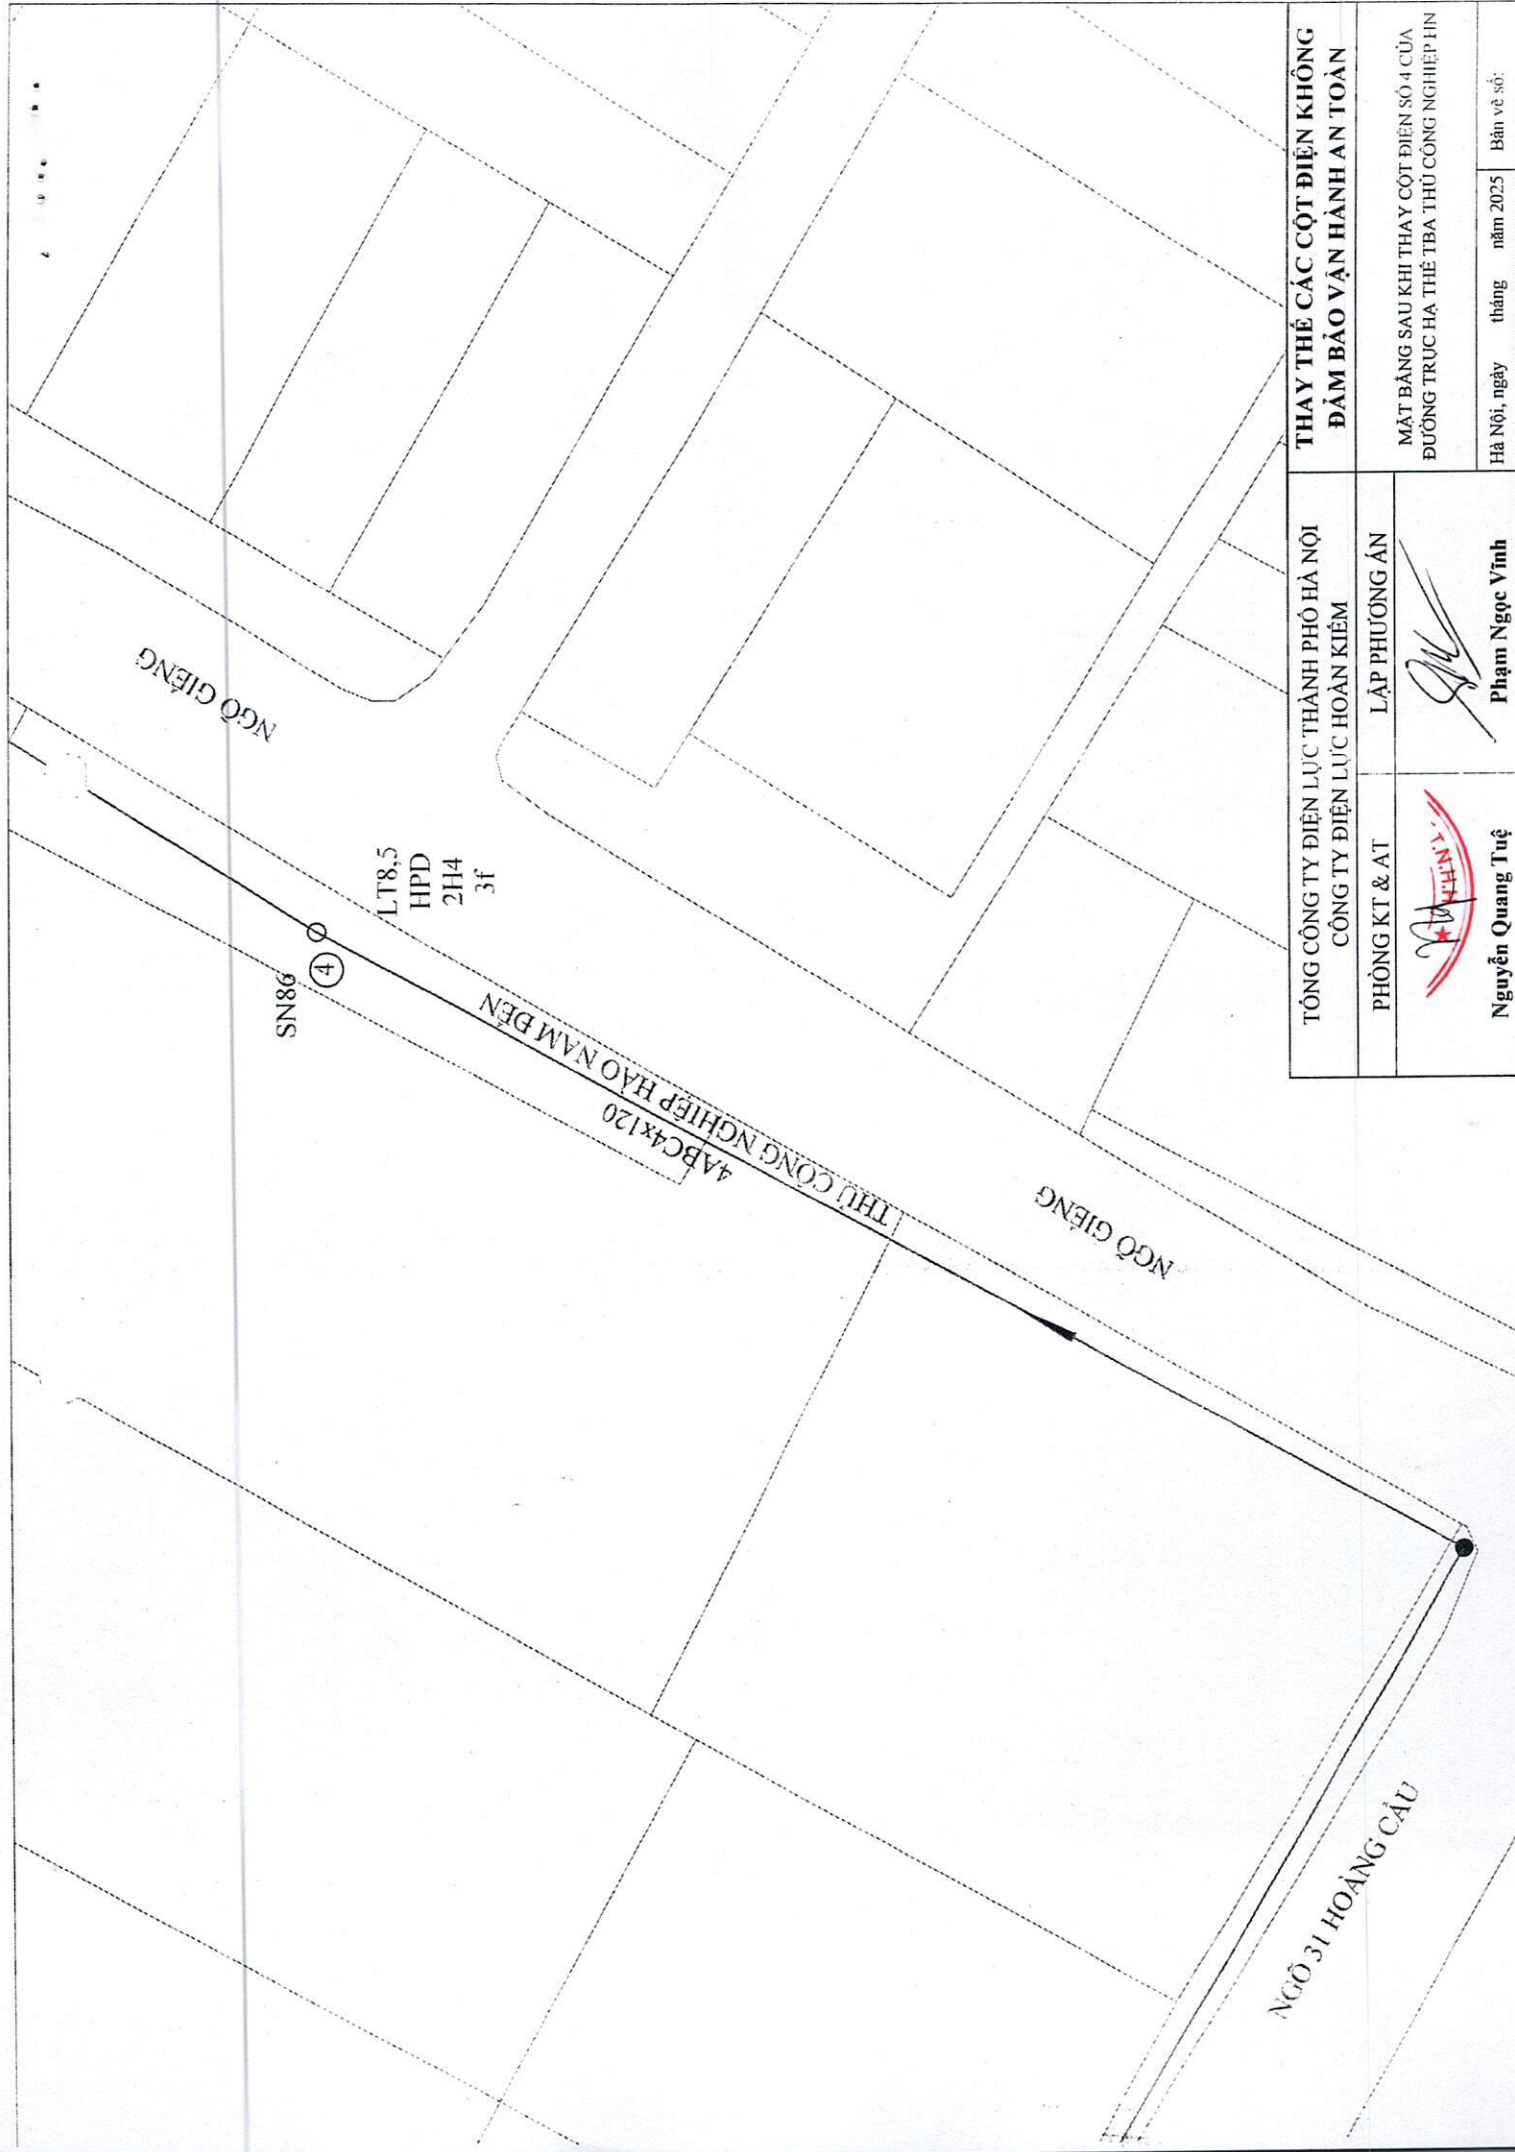 NGÕ GIẾNG
SN86
4
LT8,5
HPD
2H4
3f
THỦ CÔNG NGHIỆP HÀO NAM ĐẾN
4ABC4x120
NGÕ GIẾNG
NGÕ 31 HOÀNG CẦU
TỔNG CÔNG TY ĐIỆN LỰC THÀNH PHỐ HÀ NỘI
CÔNG TY ĐIỆN LỰC HOÀN KIẾM
THAY THẾ CÁC CỘT ĐIỆN KHÔNG
ĐẢM BẢO VẬN HÀNH AN TOÀN
PHÒNG KT & AT
LẬP PHƯƠNG ÁN
MẶT BẰNG SAU KHI THAY CỘT ĐIỆN SỐ 4 CỦA
ĐƯỜNG TRỤC HẠ THẾ TBA THỦ CÔNG NGHIỆP HN
T.N.H.H
Nguyễn Quang Tuệ
Phạm Ngọc Vĩnh
Hà Nội, ngày tháng năm 2025
Bản vẽ số: